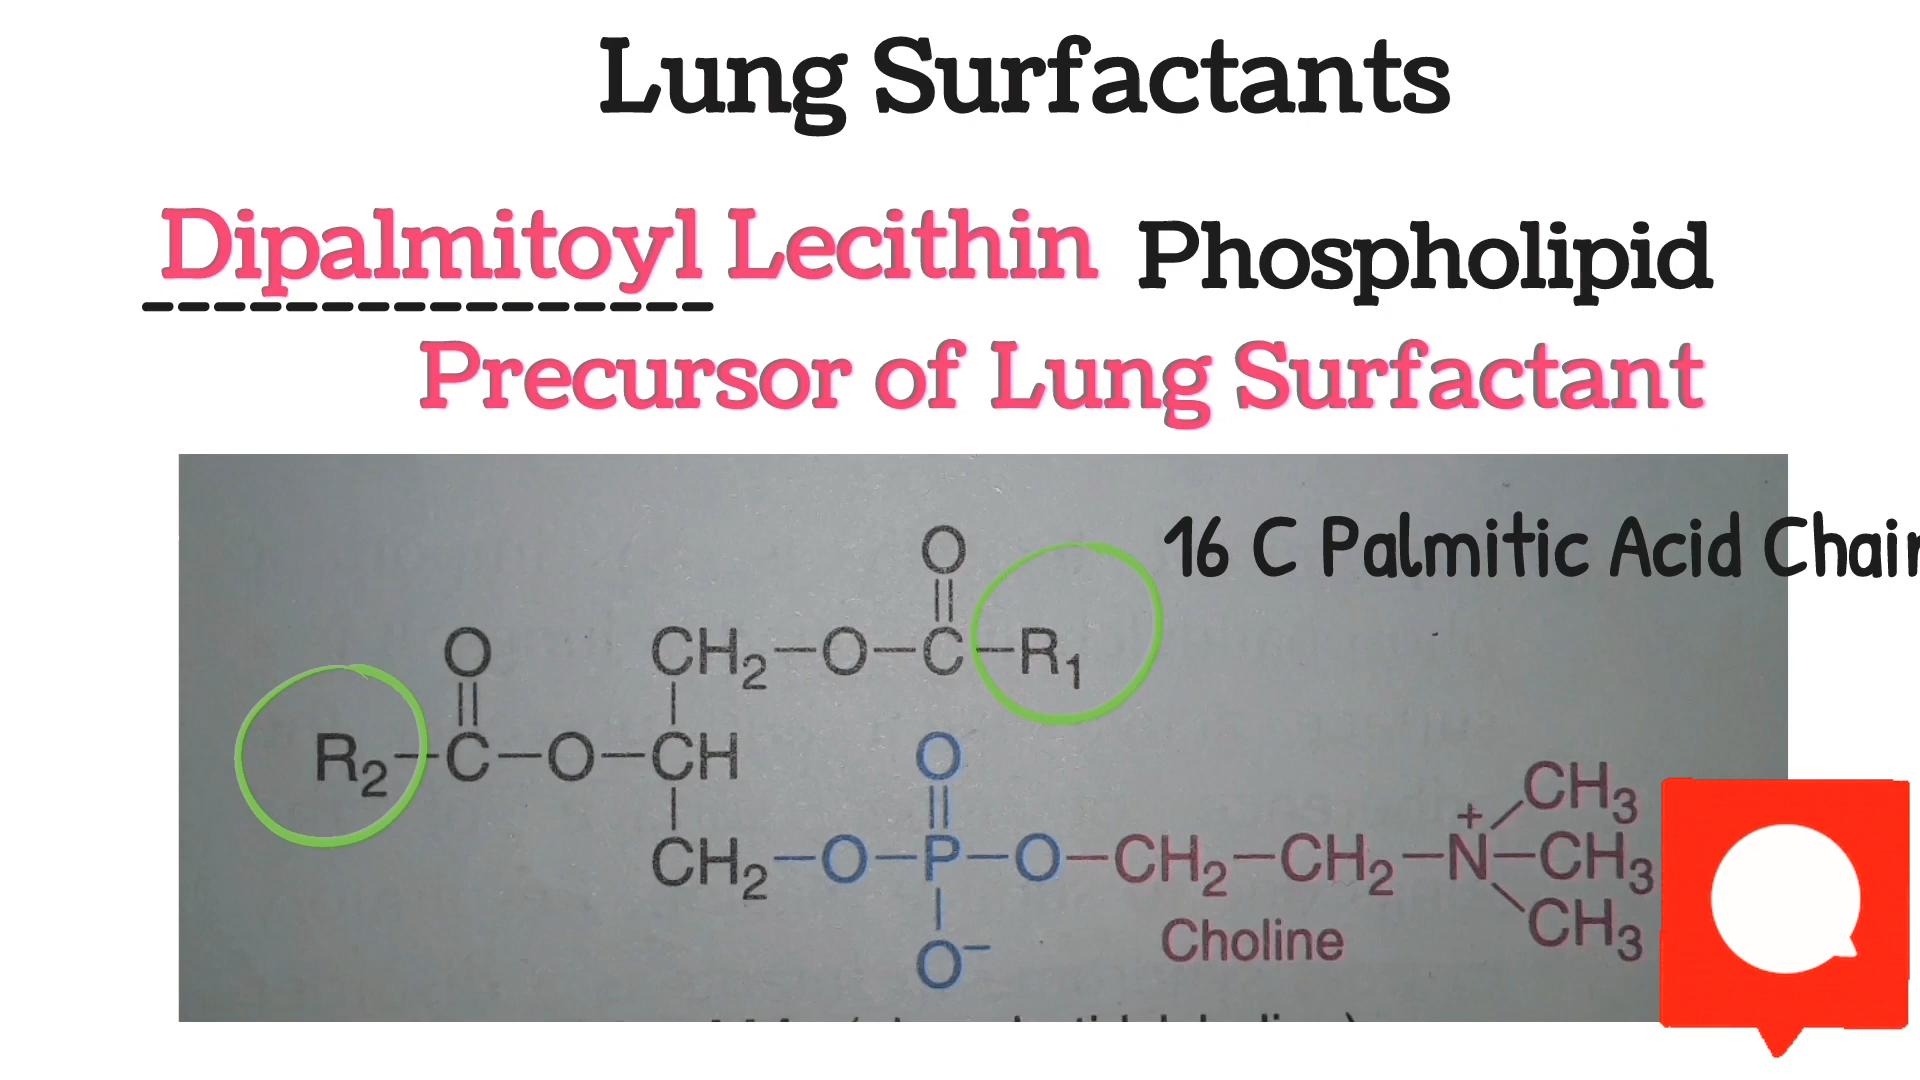 Lung Surfactants
Dipalmitoyl Lecithin Phospholipid
Precursor of Lung Surfactant
16 C Palmitic Acid Chain
O
O
CH₂—O—C—R₁
R₂—C—O—CH
O
CH₂—O—P—O—CH₂—CH₂—N
+
CH₃
CH₃
CH₃
O⁻
Choline